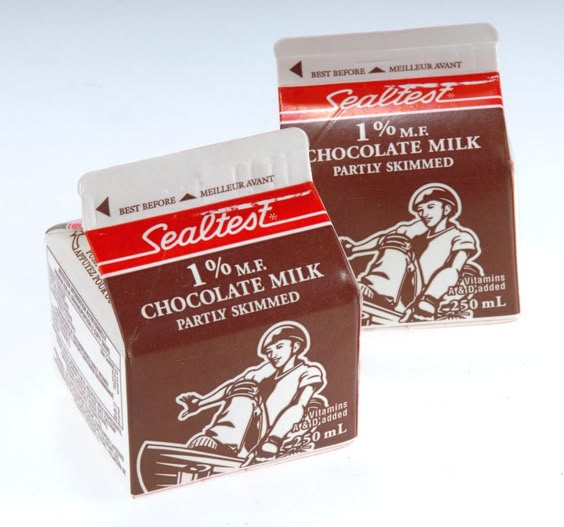 BEST BEFORE MEILLEUR AVANT
Sealtest*
1% M.F.
CHOCOLATE MILK
PARTLY SKIMMED
Vitamins
A & D, added
250 mL
BEST BEFORE MEILLEUR AVANT
Sealtest*
1% M.F.
CHOCOLATE MILK
PARTLY SKIMMED
Vitamins
A & D, added
250 mL